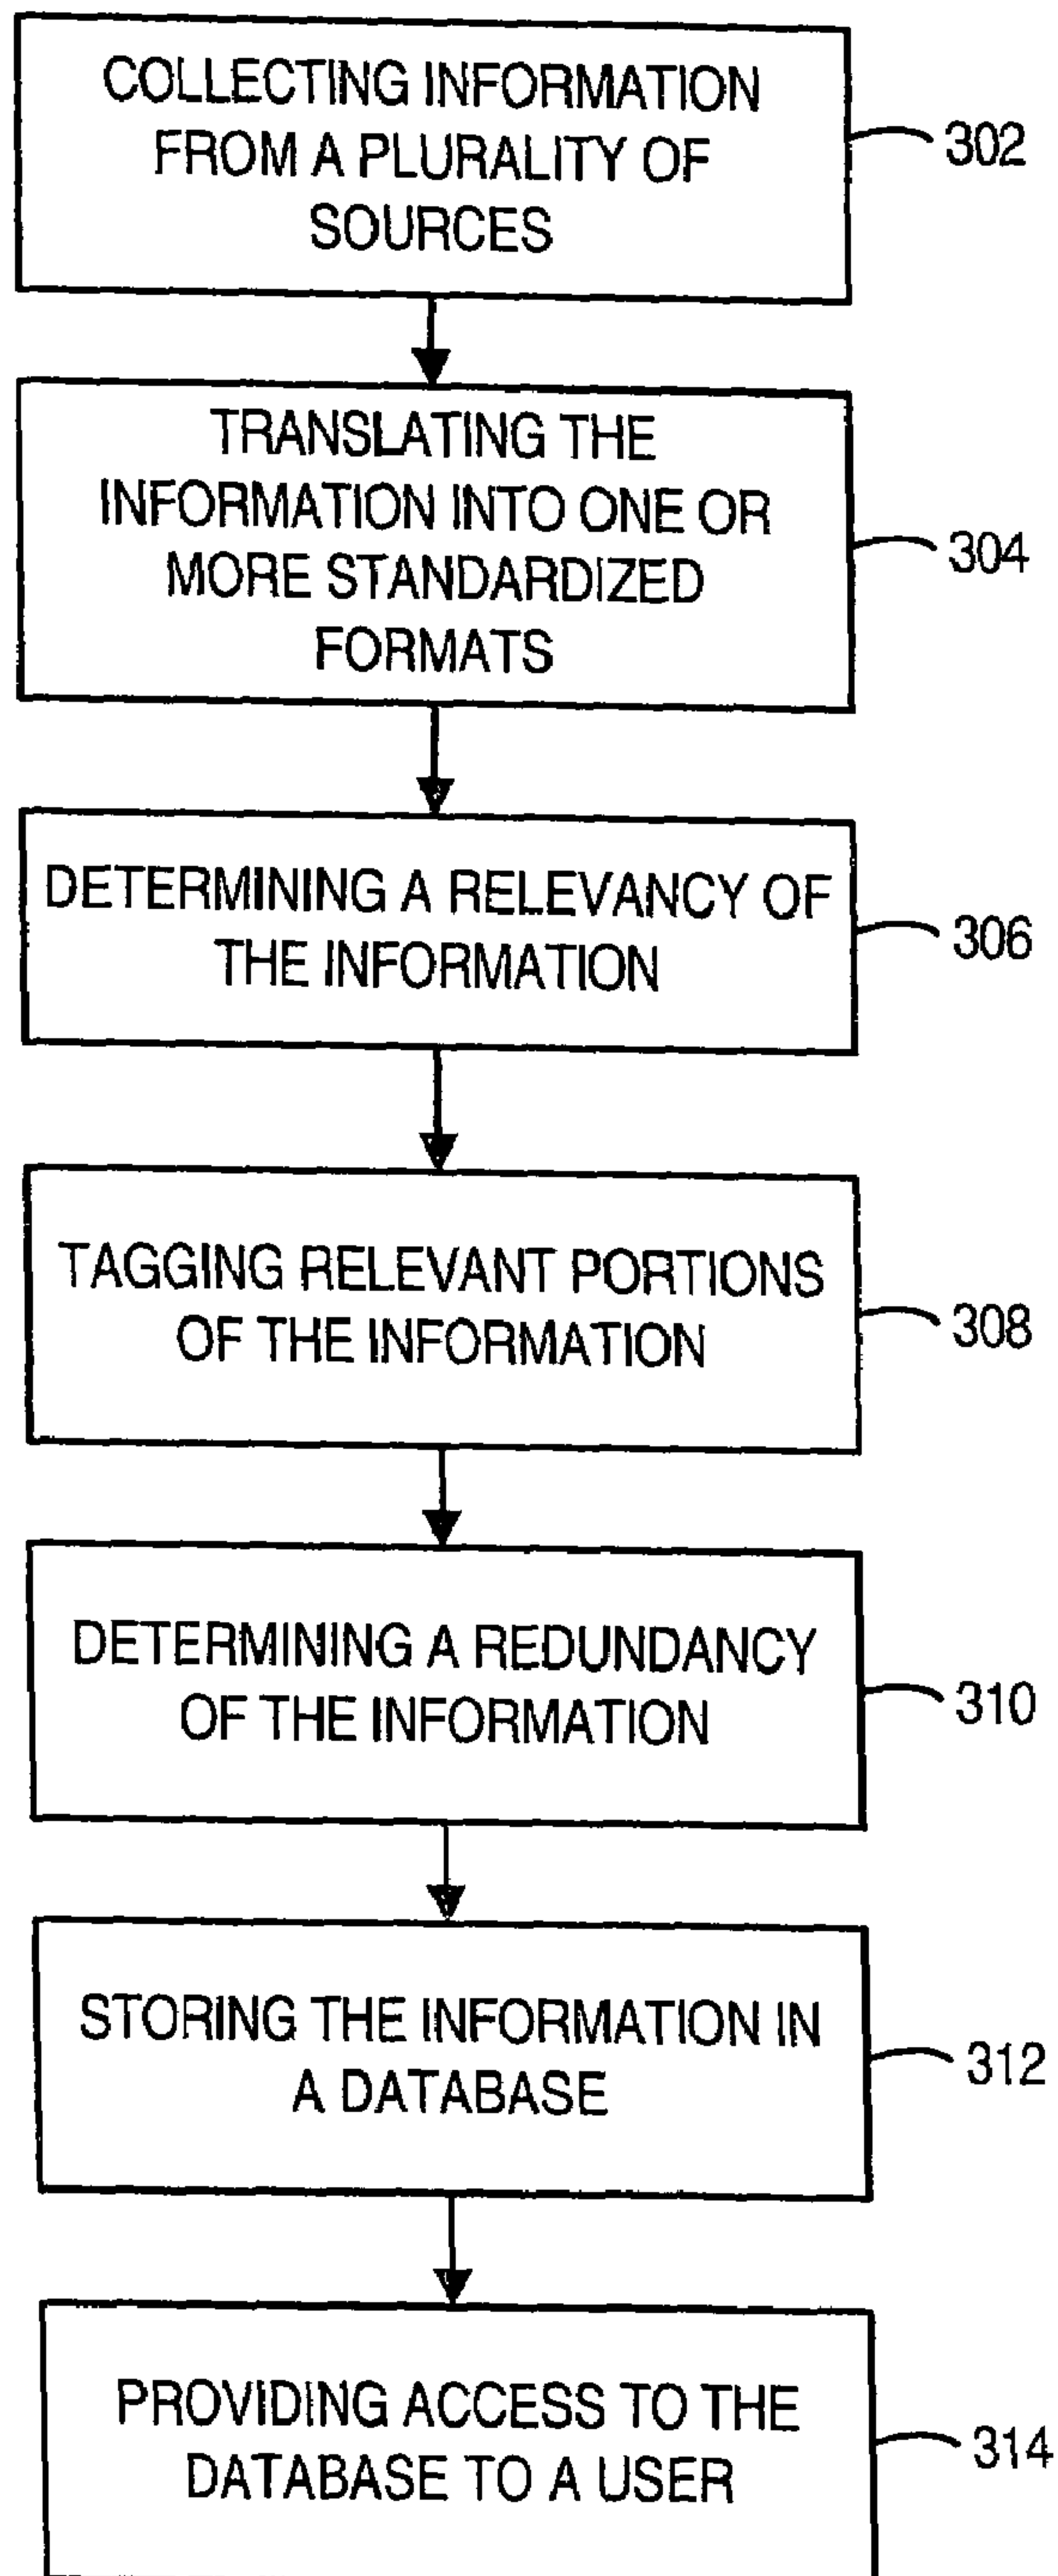 COLLECTING INFORMATION
FROM A PLURALITY OF
SOURCES
302
TRANSLATING THE
INFORMATION INTO ONE OR
MORE STANDARDIZED
FORMATS
304
DETERMINING A RELEVANCY OF
THE INFORMATION
306
TAGGING RELEVANT PORTIONS
OF THE INFORMATION
308
DETERMINING A REDUNDANCY
OF THE INFORMATION
310
STORING THE INFORMATION IN
A DATABASE
312
PROVIDING ACCESS TO THE
DATABASE TO A USER
314